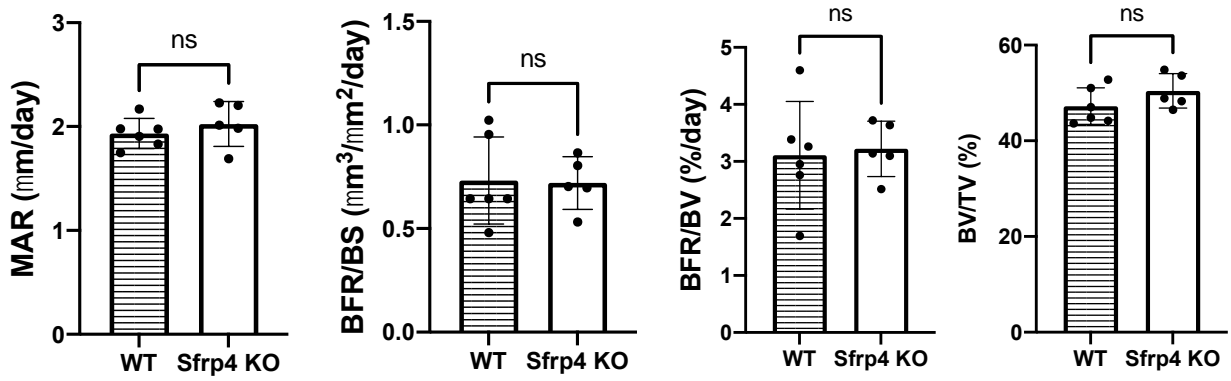 MAR (mm/day)
3
2
1
0
ns
WT
Sfrp4 KO
BFR/BS (mm³/mm²/day)
1.5
1.0
0.5
0.0
ns
WT
Sfrp4 KO
BFR/BV (%/day)
5
4
3
2
1
0
ns
WT
Sfrp4 KO
BV/TV (%)
60
40
20
0
ns
WT
Sfrp4 KO